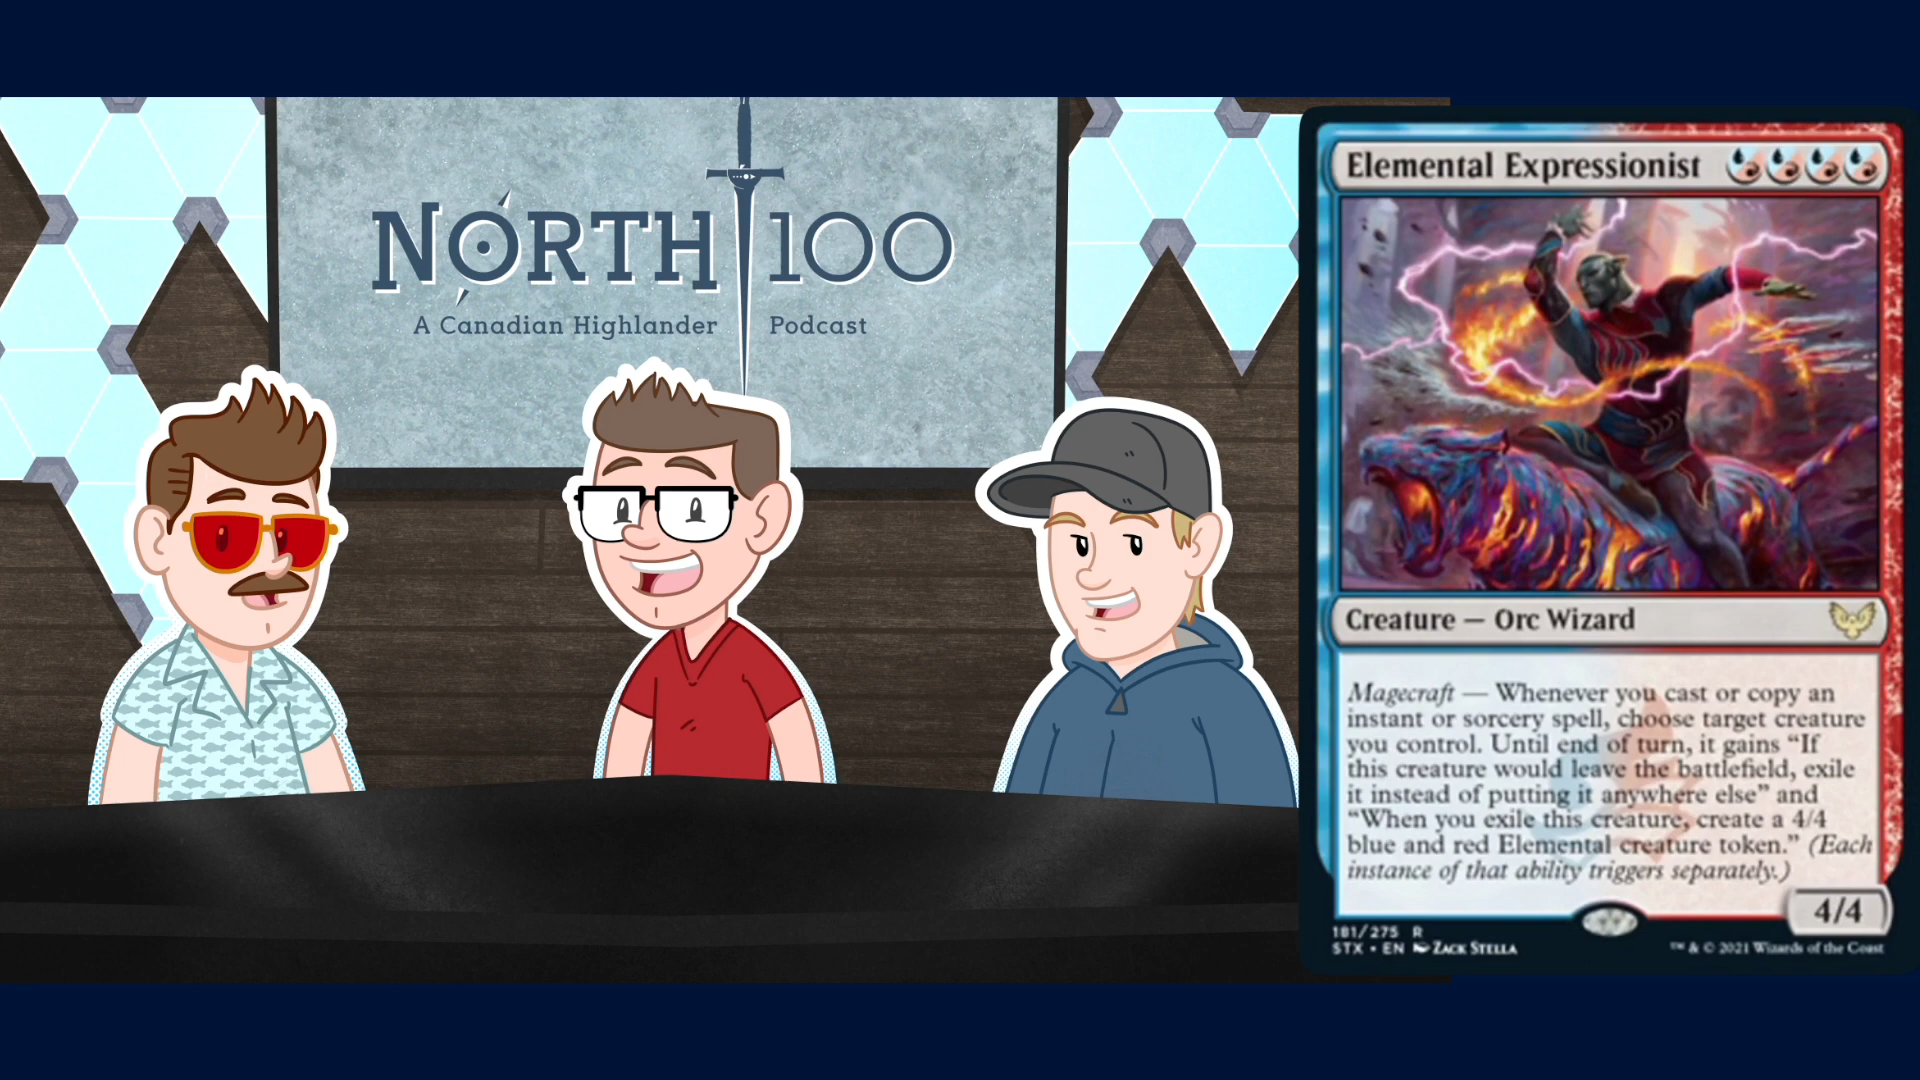 NORTH 100
A Canadian Highlander Podcast
Elemental Expressionist
Creature — Orc Wizard
Magecraft — Whenever you cast or copy an
instant or sorcery spell, choose target creature
you control. Until end of turn, it gains “If
this creature would leave the battlefield, exile
it instead of putting it anywhere else” and
“When you exile this creature, create a 4/4
blue and red Elemental creature token.” (Each
instance of that ability triggers separately.)
4/4
181/275 R
STX • EN ZACK STELLA
™ & © 2021 Wizards of the Coast